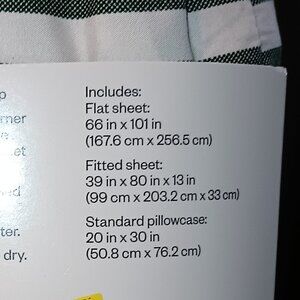 Includes:
Flat sheet:
66 in x 101 in
(167.6 cm x 256.5 cm)
Fitted sheet:
39 in x 80 in x 13 in
(99 cm x 203.2 cm x 33 cm)
Standard pillowcase:
20 in x 30 in
(50.8 cm x 76.2 cm)
dry.